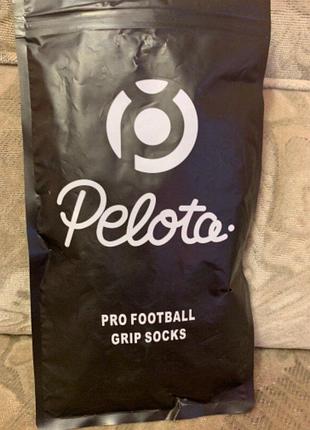 Pelota.
PRO FOOTBALL
GRIP SOCKS